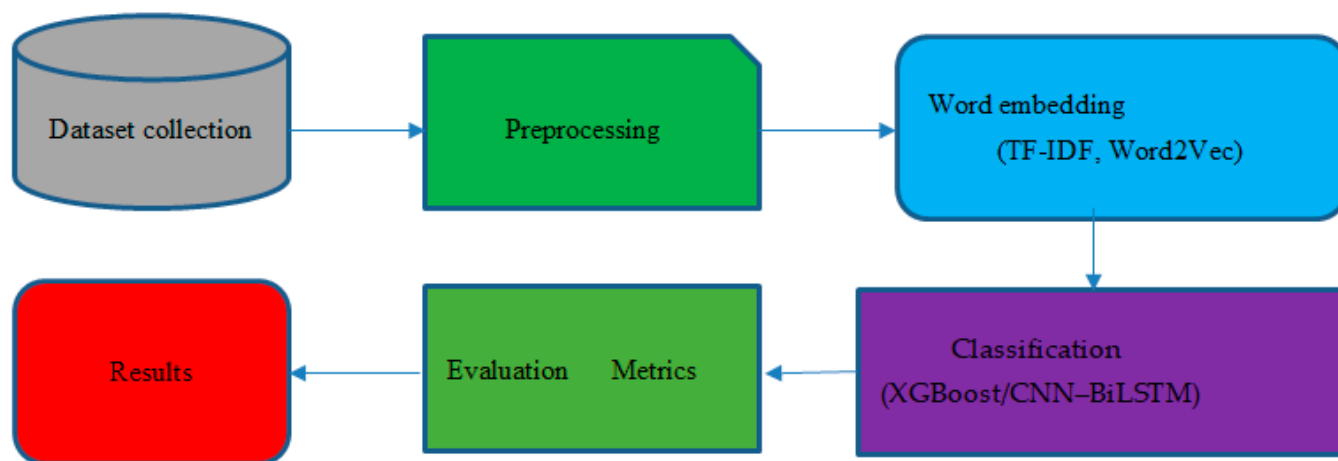 Dataset collection
Preprocessing
Word embedding
(TF-IDF, Word2Vec)
Classification
(XGBoost/CNN–BiLSTM)
Evaluation Metrics
Results